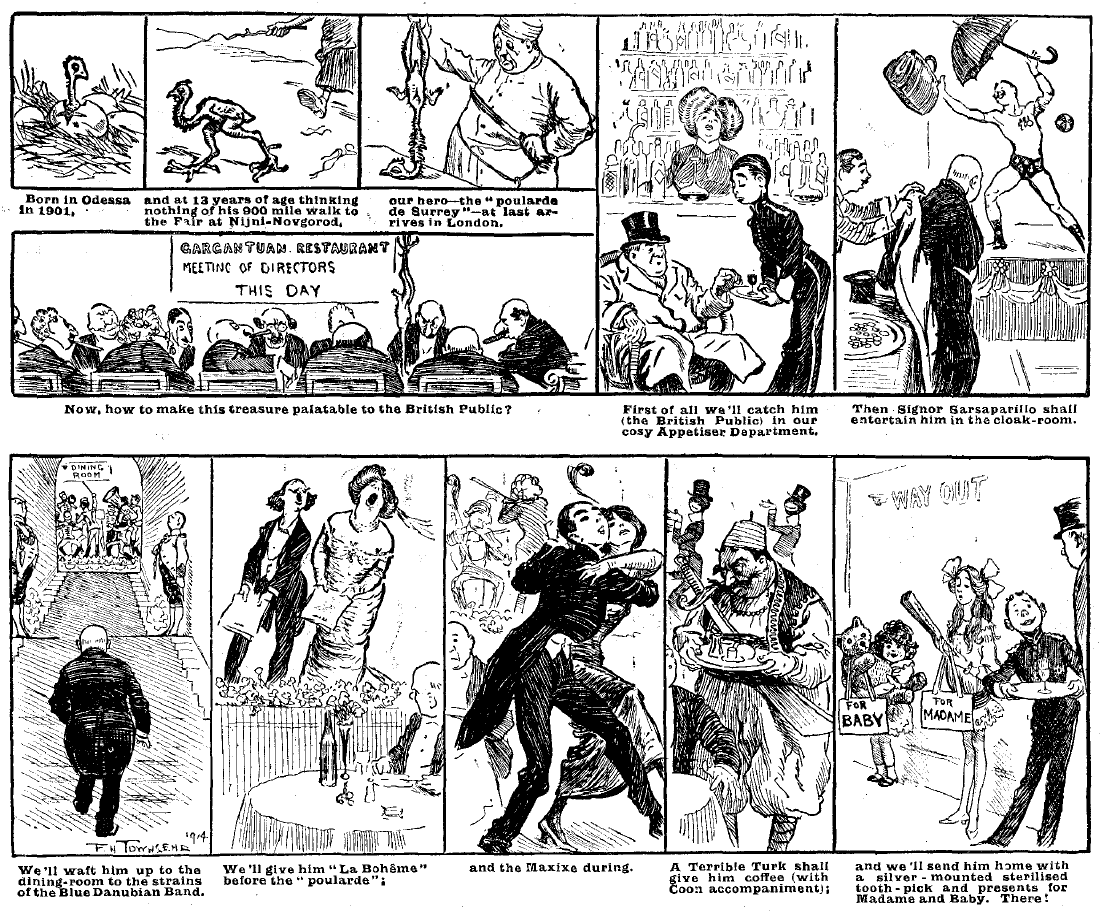 Born in Odessa
in 1901,
and at 13 years of age thinking
nothing of his 900 mile walk to
the Fair at Nijni-Novgorod,
our hero—the "poularde
de Surrey"—at last ar-
rives in London.
GARGANTUAN. RESTAURANT
MEETING OF DIRECTORS
THIS DAY
Now, how to make this treasure palatable to the British Public?
First of all we'll catch him
(the British Public) in our
cosy Appetiser Department.
Then Signor Sarsaparillo shall
entertain him in the cloak-room.
DINING
ROOM
F. H. TOWNSEND
1914
We'll waft him up to the
dining-room to the strains
of the Blue Danubian Band.
We'll give him "La Bohême"
before the "poularde";
and the Maxixe during.
A Terrible Turk shall
give him coffee (with
Coon accompaniment);
WAY OUT
FOR
BABY
FOR
MADAME
and we'll send him home with
a silver-mounted sterilised
tooth-pick and presents for
Madame and Baby. There!